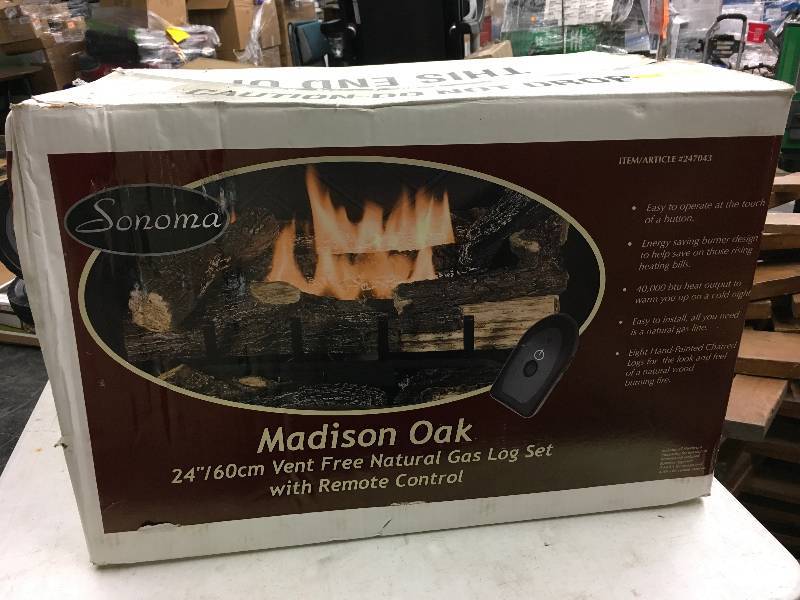 THIS END UP
CAUTION: DO NOT DROP
ITEM/ARTICLE #247043
Sonoma
• Easy to operate at the touch
of a button.
• Energy saving burner design
to help save on those rising
heating bills.
• 40,000 btu heat output to
warm you up on a cold night
• Easy to install, all you need
is a natural gas line.
• Eight Hand-Painted Charred
Logs for the look and feel
of a natural wood
burning fire.
Madison Oak
24"/60cm Vent Free Natural Gas Log Set
with Remote Control